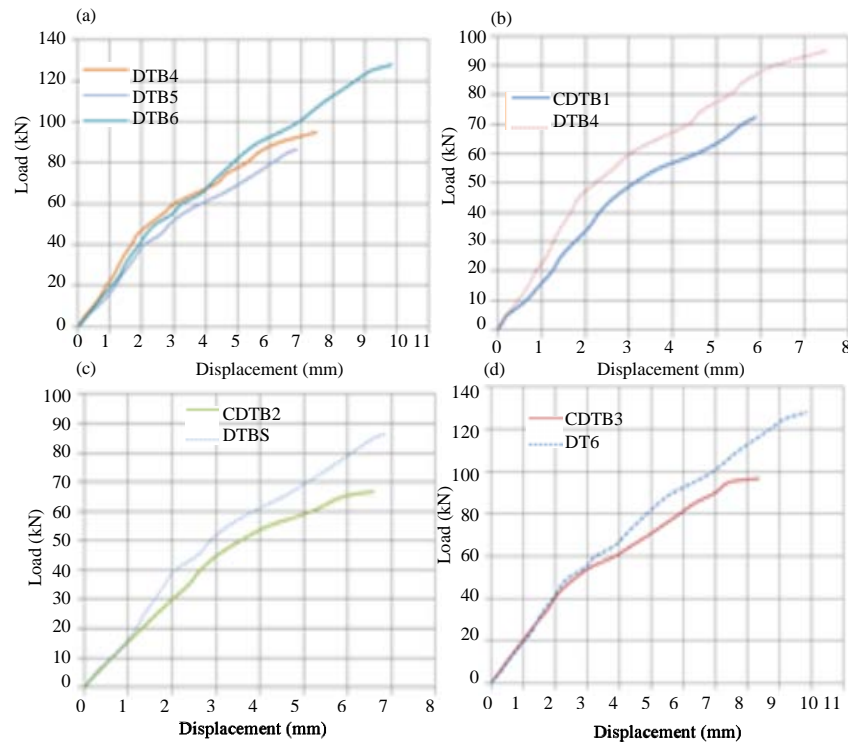 (a)
140
120
100
80
60
40
20
0
DTB4
DTB5
DTB6
Load (kN)
0 1 2 3 4 5 6 7 8 9 10 11
Displacement (mm)
(b)
100
90
80
70
60
50
40
30
20
10
0
CDTB1
DTB4
Load (kN)
0 1 2 3 4 5 6 7 8
Displacement (mm)
(c)
100
90
80
70
60
50
40
30
20
10
0
CDTB2
DTBS
Load (kN)
0 1 2 3 4 5 6 7 8
Displacement (mm)
(d)
140
120
100
80
60
40
20
0
CDTB3
DT6
Load (kN)
0 1 2 3 4 5 6 7 8 9 10 11
Displacement (mm)